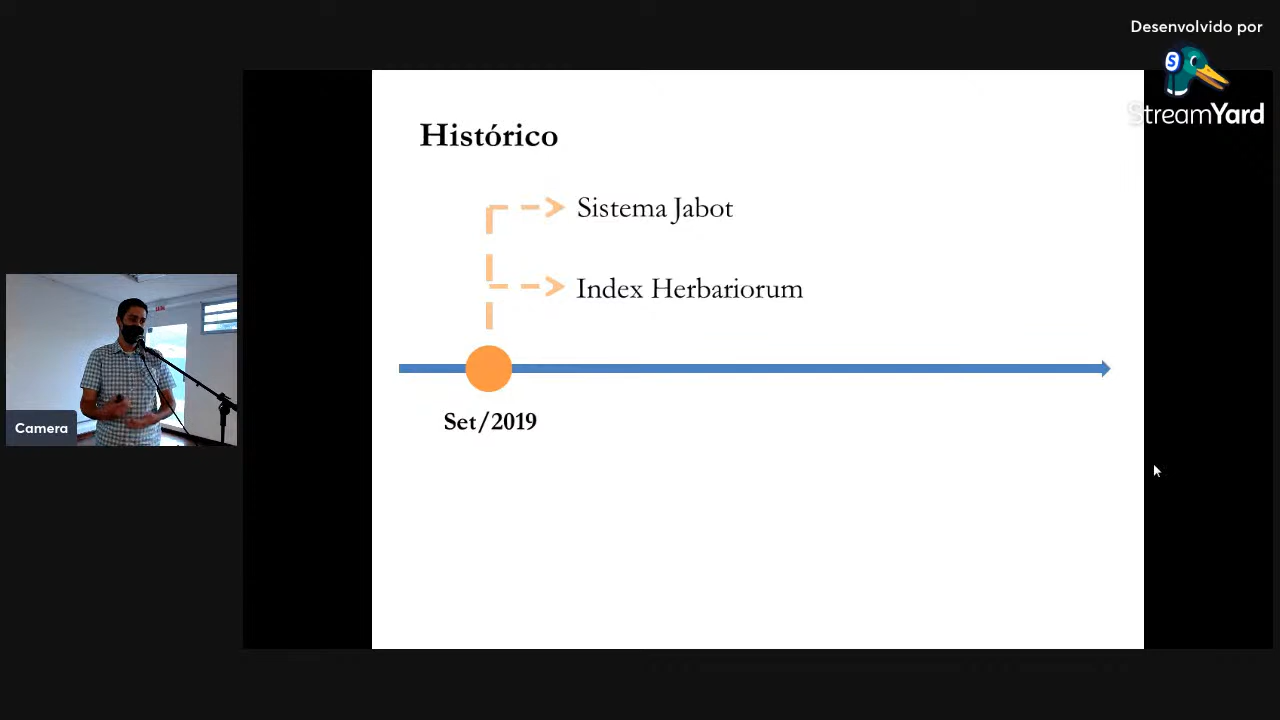 Desenvolvido por
StreamYard
Histórico
Sistema Jabot
Index Herbariorum
Set/2019
Camera